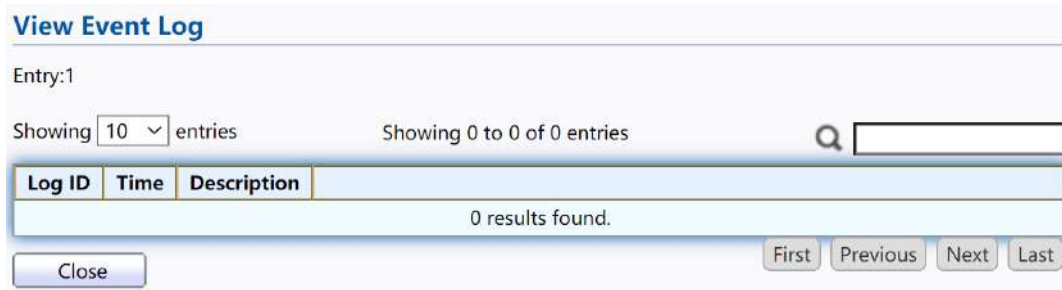 View Event Log
Entry:1
Showing 10 entries Showing 0 to 0 of 0 entries
Log ID Time Description
0 results found.
First Previous Next Last
Close